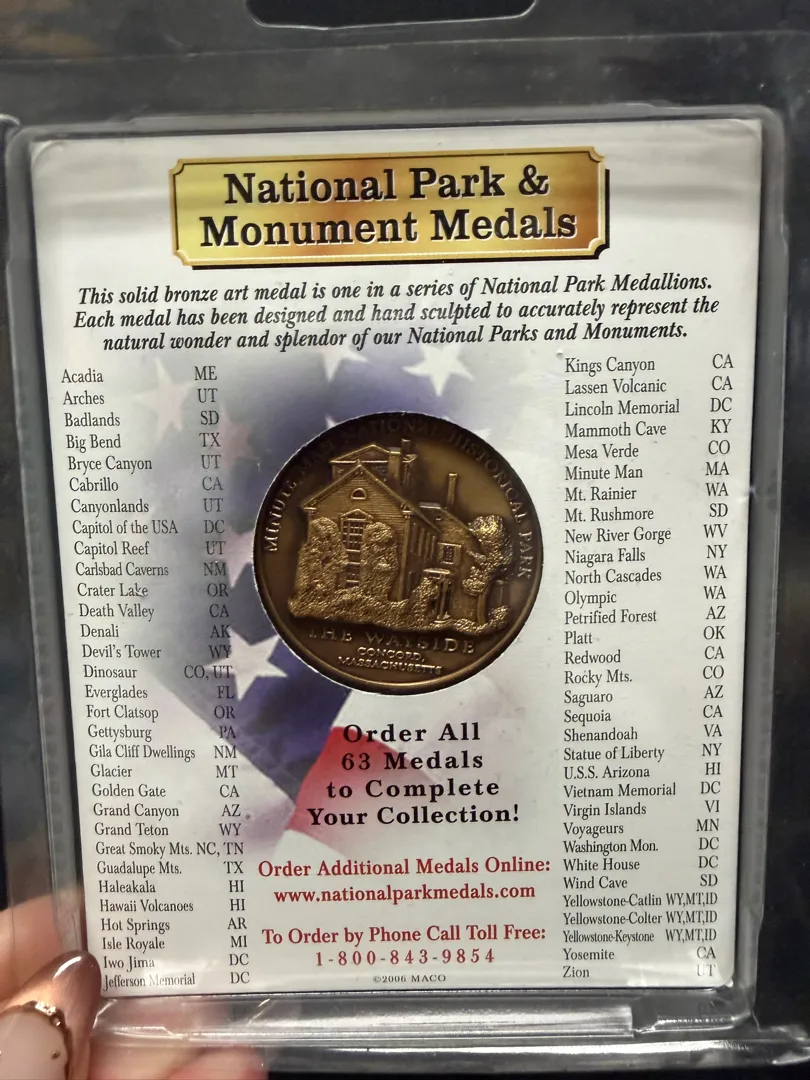 National Park &
Monument Medals
This solid bronze art medal is one in a series of National Park Medallions.
Each medal has been designed and hand sculpted to accurately represent the
natural wonder and splendor of our National Parks and Monuments.
Acadia ME
Arches UT
Badlands SD
Big Bend TX
Bryce Canyon UT
Cabrillo CA
Canyonlands UT
Capitol of the USA DC
Capitol Reef UT
Carlsbad Caverns NM
Crater Lake OR
Death Valley CA
Denali AK
Devil's Tower WY
Dinosaur CO, UT
Everglades FL
Fort Clatsop OR
Gettysburg PA
Gila Cliff Dwellings NM
Glacier MT
Golden Gate CA
Grand Canyon AZ
Grand Teton WY
Great Smoky Mts. NC, TN
Guadalupe Mts. TX
Haleakala HI
Hawaii Volcanoes HI
Hot Springs AR
Isle Royale MI
Iwo Jima DC
Jefferson Memorial DC
MINUTE MAN NATIONAL HISTORICAL PARK
THE WAYSIDE
CONCORD,
MASSACHUSETTS
Order All
63 Medals
to Complete
Your Collection!
Order Additional Medals Online:
www.nationalparkmedals.com
To Order by Phone Call Toll Free:
1-800-843-9854
©2006 MACO
Kings Canyon CA
Lassen Volcanic CA
Lincoln Memorial DC
Mammoth Cave KY
Mesa Verde CO
Minute Man MA
Mt. Rainier WA
Mt. Rushmore SD
New River Gorge WV
Niagara Falls NY
North Cascades WA
Olympic WA
Petrified Forest AZ
Platt OK
Redwood CA
Rocky Mts. CO
Saguaro AZ
Sequoia CA
Shenandoah VA
Statue of Liberty NY
U.S.S. Arizona HI
Vietnam Memorial DC
Virgin Islands VI
Voyageurs MN
Washington Mon. DC
White House DC
Wind Cave SD
Yellowstone-Catlin WY,MT,ID
Yellowstone-Colter WY,MT,ID
Yellowstone-Keystone WY,MT,ID
Yosemite CA
Zion UT